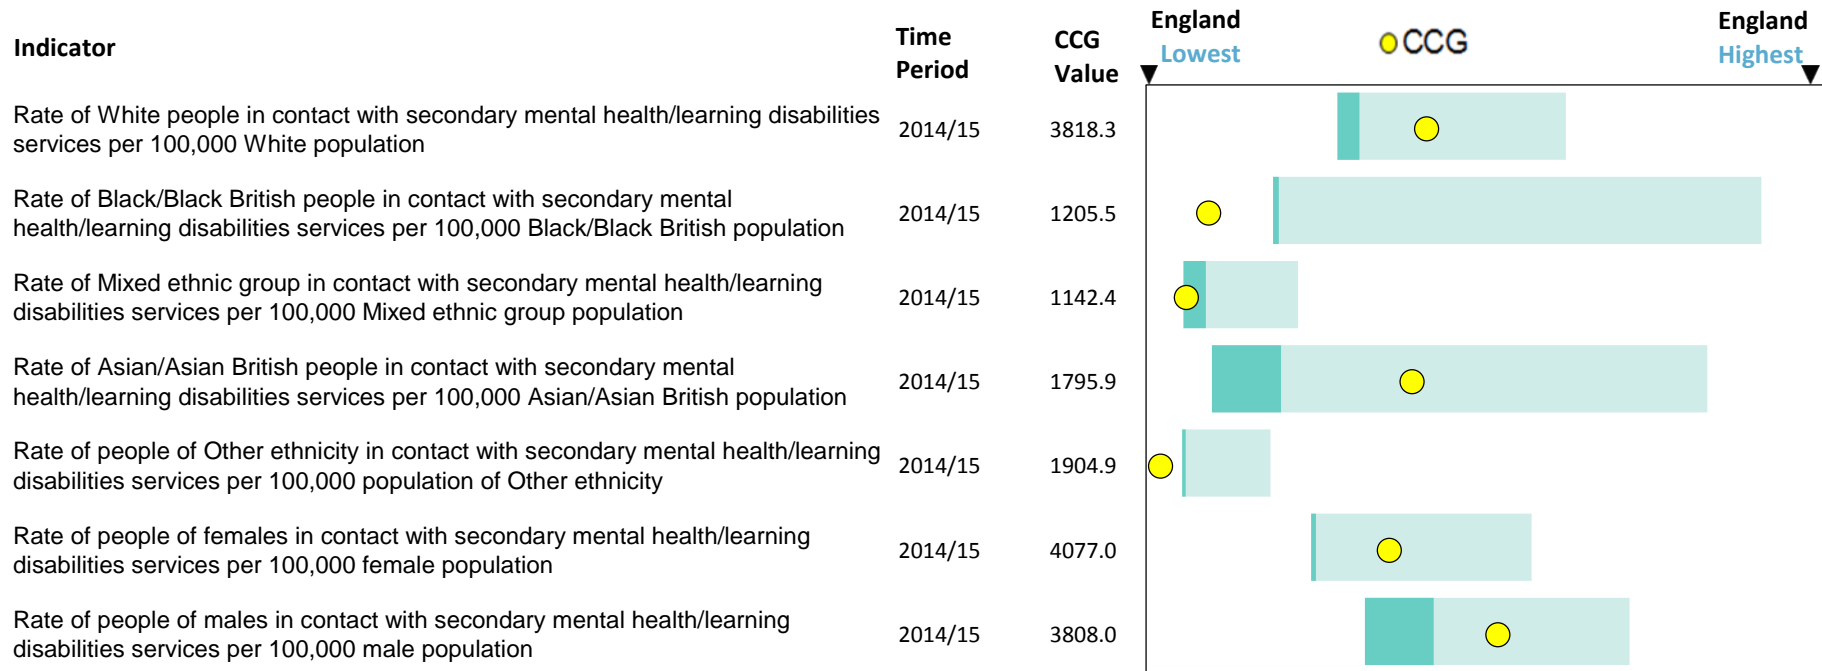 Indicator
Time
Period
CCG
Value
England
Lowest
CCG
England
Highest
Rate of White people in contact with secondary mental health/learning disabilities
services per 100,000 White population
2014/15
3818.3
Rate of Black/Black British people in contact with secondary mental
health/learning disabilities services per 100,000 Black/Black British population
2014/15
1205.5
Rate of Mixed ethnic group in contact with secondary mental health/learning
disabilities services per 100,000 Mixed ethnic group population
2014/15
1142.4
Rate of Asian/Asian British people in contact with secondary mental
health/learning disabilities services per 100,000 Asian/Asian British population
2014/15
1795.9
Rate of people of Other ethnicity in contact with secondary mental health/learning
disabilities services per 100,000 population of Other ethnicity
2014/15
1904.9
Rate of people of females in contact with secondary mental health/learning
disabilities services per 100,000 female population
2014/15
4077.0
Rate of people of males in contact with secondary mental health/learning
disabilities services per 100,000 male population
2014/15
3808.0